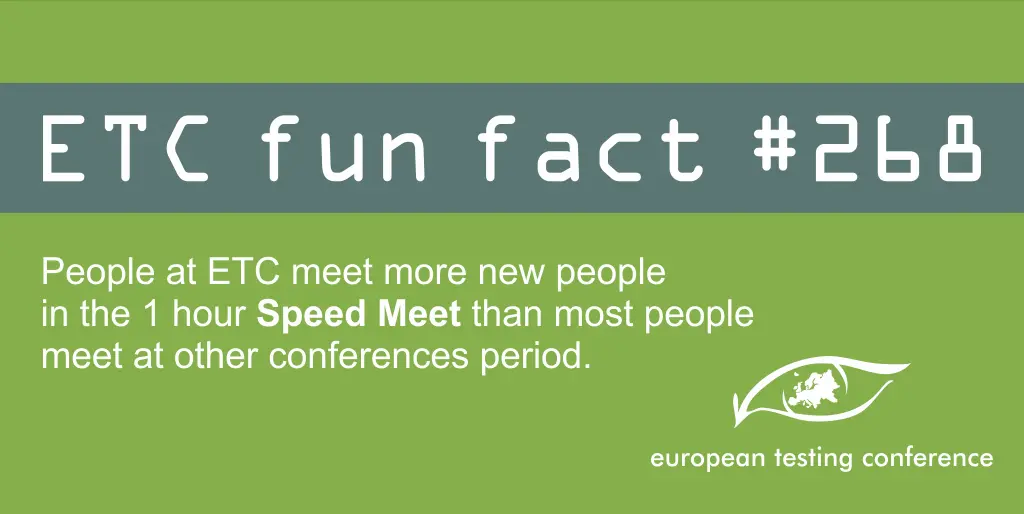 ETC fun fact #268
People at ETC meet more new people
in the 1 hour Speed Meet than most people
meet at other conferences period.
european testing conference